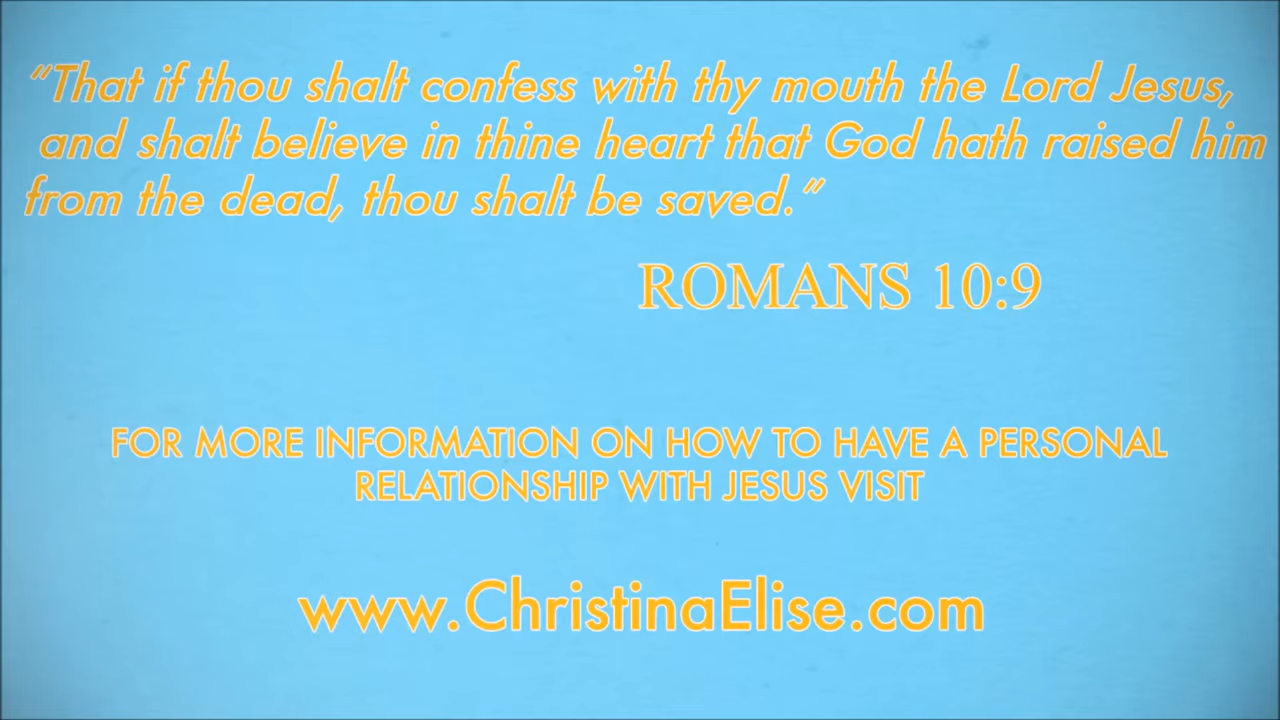 “That if thou shalt confess with thy mouth the Lord Jesus,
and shalt believe in thine heart that God hath raised him
from the dead, thou shalt be saved.”
ROMANS 10:9
FOR MORE INFORMATION ON HOW TO HAVE A PERSONAL
RELATIONSHIP WITH JESUS VISIT
www.ChristinaElise.com